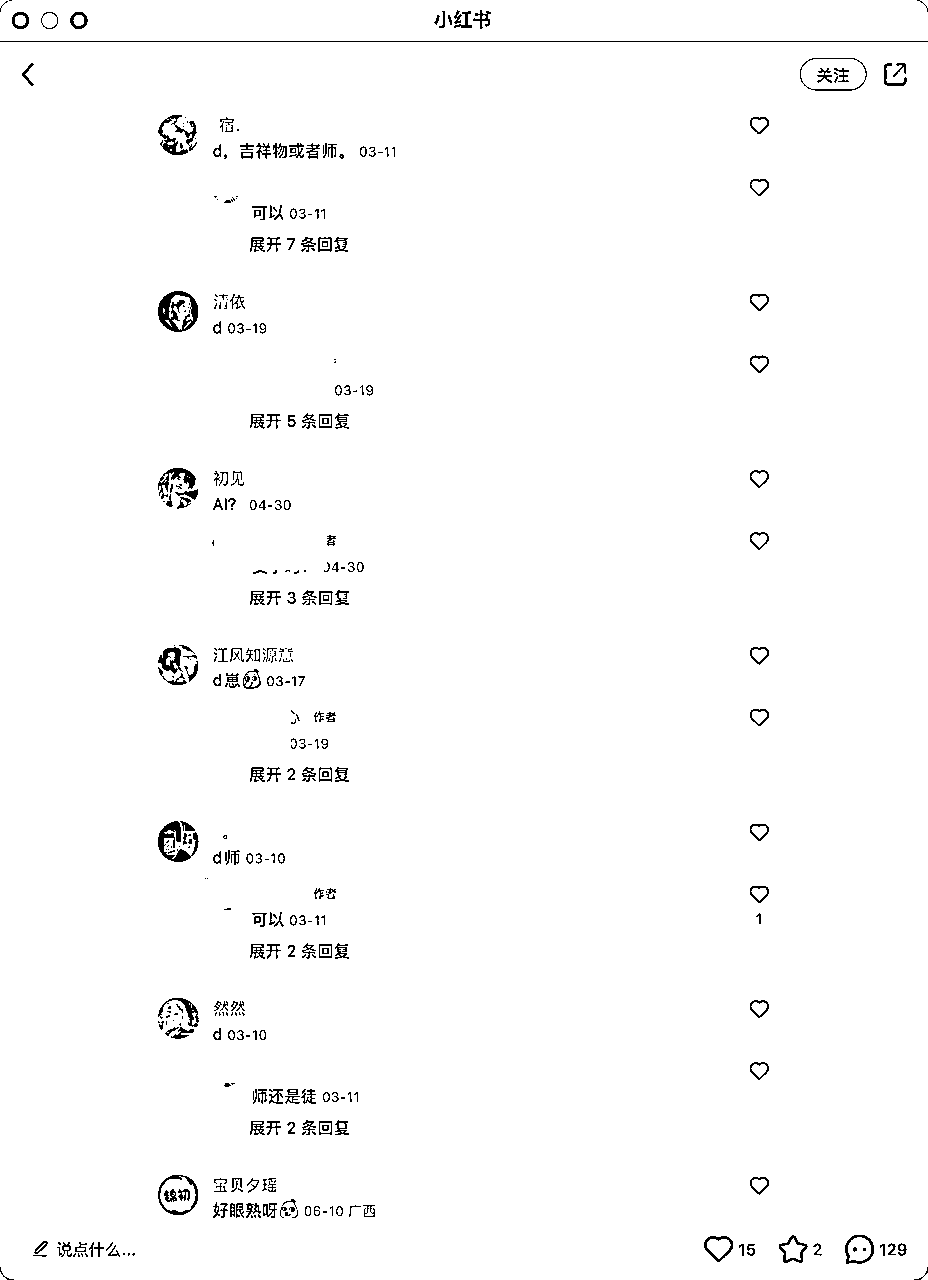 小红书
关注
宿.
d，吉祥物或者师。 03-11
可以 03-11
展开 7 条回复
清依
d 03-19
03-19
展开 5 条回复
初见
AI? 04-30
者
04-30
展开 3 条回复
江风知源意
d崽 03-17
作者
03-19
展开 2 条回复
。
d师 03-10
作者
可以 03-11
1
展开 2 条回复
然然
d 03-10
师还是徒 03-11
展开 2 条回复
锦初
宝贝夕瑶
好眼熟呀 06-10 广西
说点什么...
15
2
129